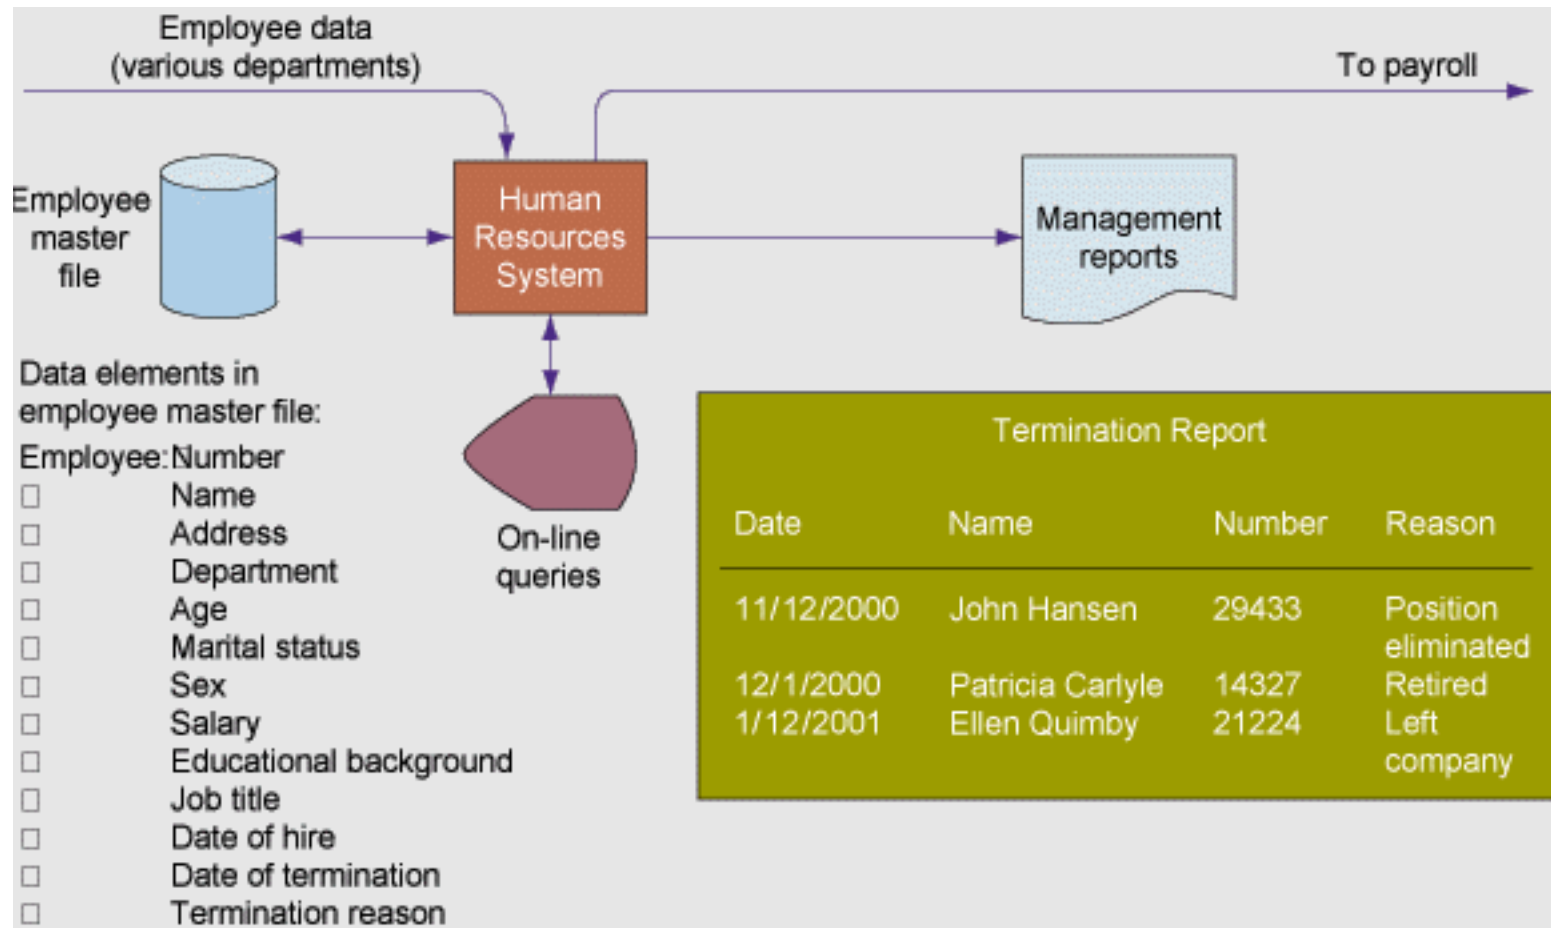 Employee data
(various departments)
To payroll
Employee
master
file
Human
Resources
System
Management
reports
On-line
queries
Data elements in
employee master file:
Employee: Number
Name
Address
Department
Age
Marital status
Sex
Salary
Educational background
Job title
Date of hire
Date of termination
Termination reason
Termination Report
Date Name Number Reason
11/12/2000 John Hansen 29433 Position
eliminated
12/1/2000 Patricia Carlyle 14327 Retired
1/12/2001 Ellen Quimby 21224 Left
company